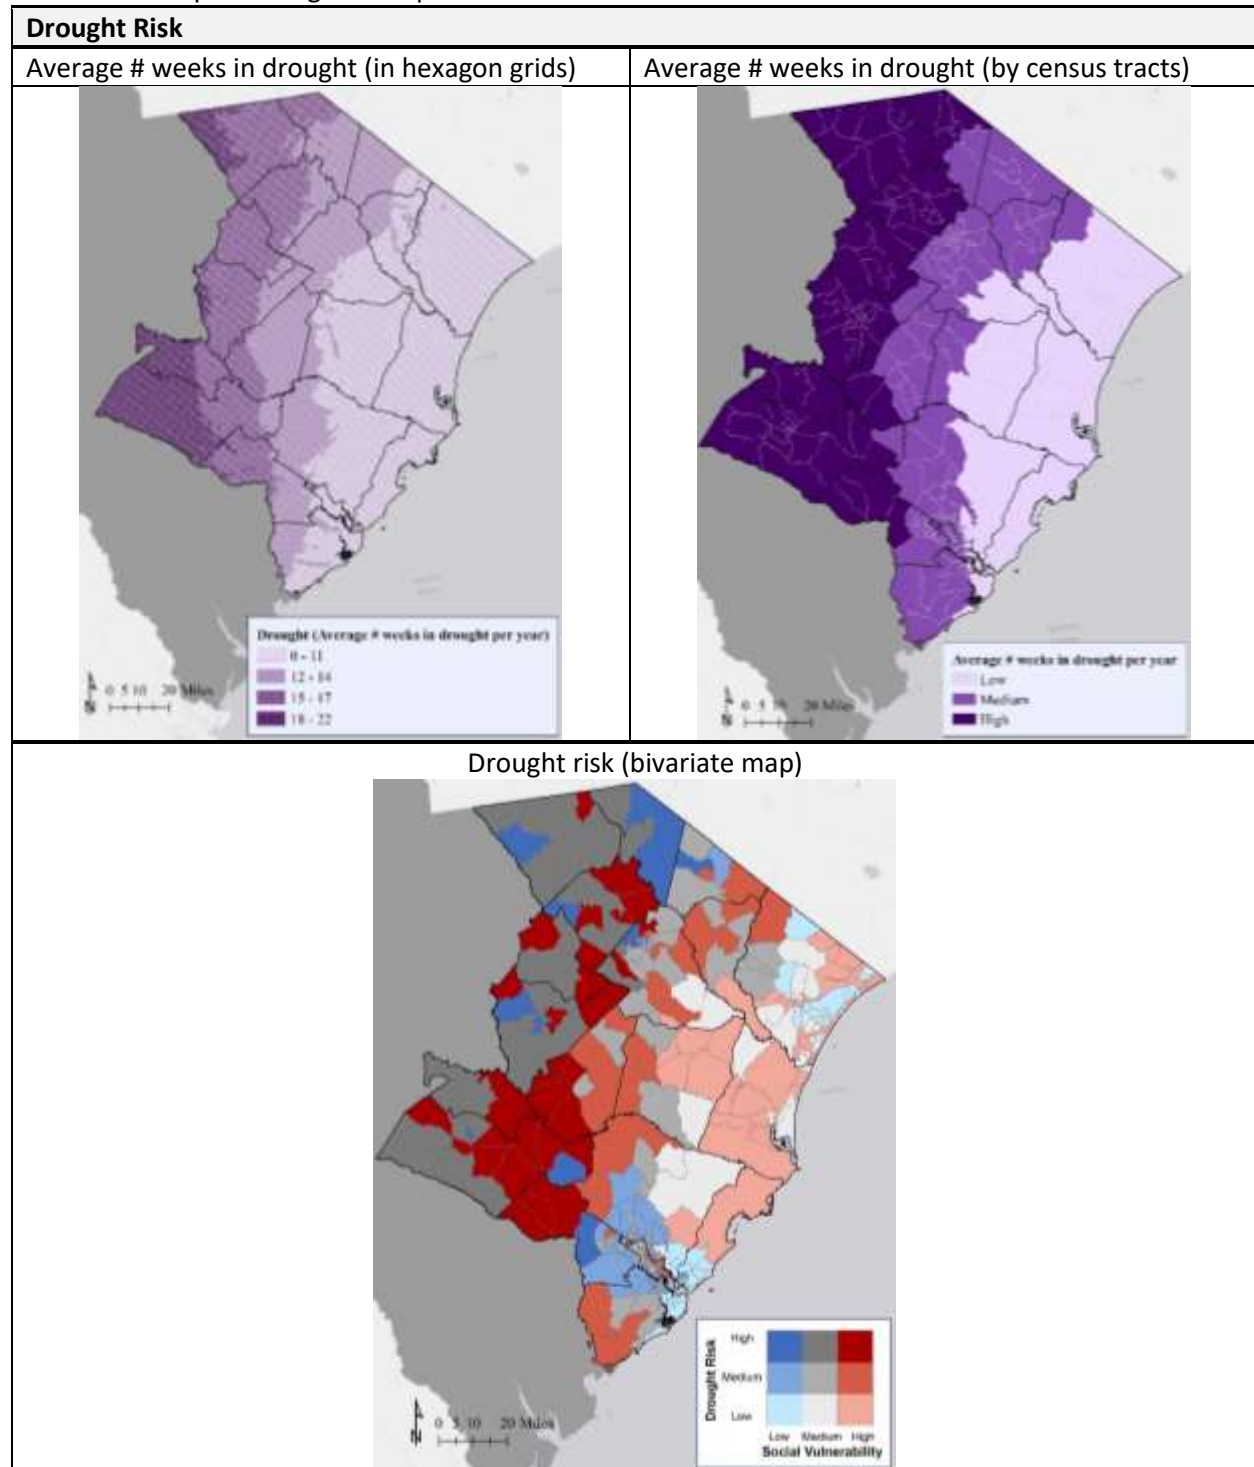 Drought Risk
Average # weeks in drought (in hexagon grids)
Average # weeks in drought (by census tracts)
Drought (Average # weeks in drought per year)
0 - 11
12 - 14
15 - 17
18 - 22
0 5 10 20 Miles
N
Average # weeks in drought per year
Low
Medium
High
0 5 10 20 Miles
N
Drought risk (bivariate map)
0 5 10 20 Miles
N
Drought Risk
High
Medium
Low
Low Medium High
Social Vulnerability